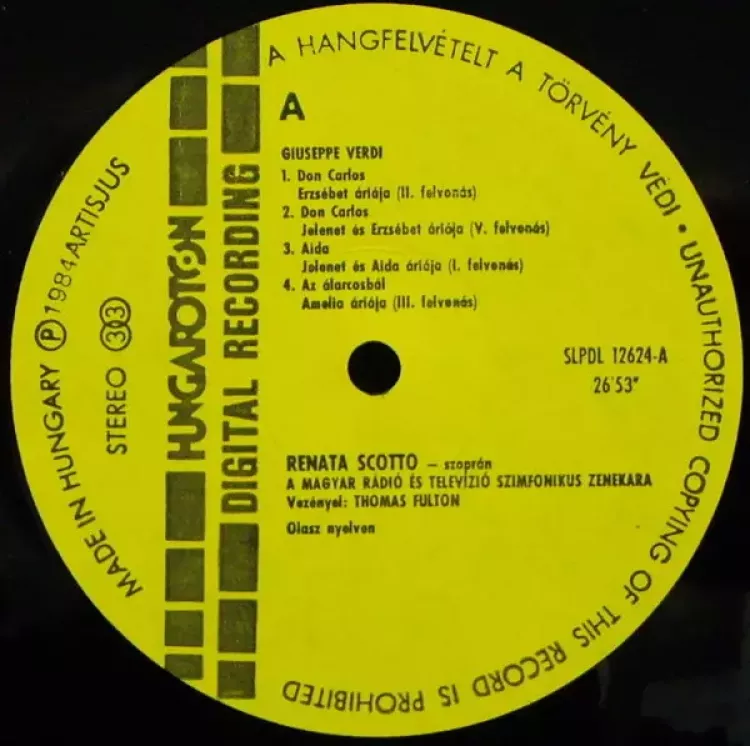 A HANGFELVÉTELT A TÖRVÉNY VÉDI • UNAUTHORIZED COPYING OF THIS RECORD IS PROHIBITED
MADE IN HUNGARY Ⓟ 1984 ARTISJUS
STEREO 33
HUNGAROTON
DIGITAL RECORDING
A
GIUSEPPE VERDI
1. Don Carlos
Erzsébet áriája (II. felvonás)
2. Don Carlos
Jelenet és Erzsébet áriája (V. felvonás)
3. Aida
Jelenet és Aida áriája (I. felvonás)
4. Az álarcosbál
Amelia áriája (III. felvonás)
SLPDL 12624-A
26'53"
RENATA SCOTTO – szoprán
A MAGYAR RÁDIÓ ÉS TELEVÍZIÓ SZIMFONIKUS ZENEKARA
Vezényel: THOMAS FULTON
Olasz nyelven